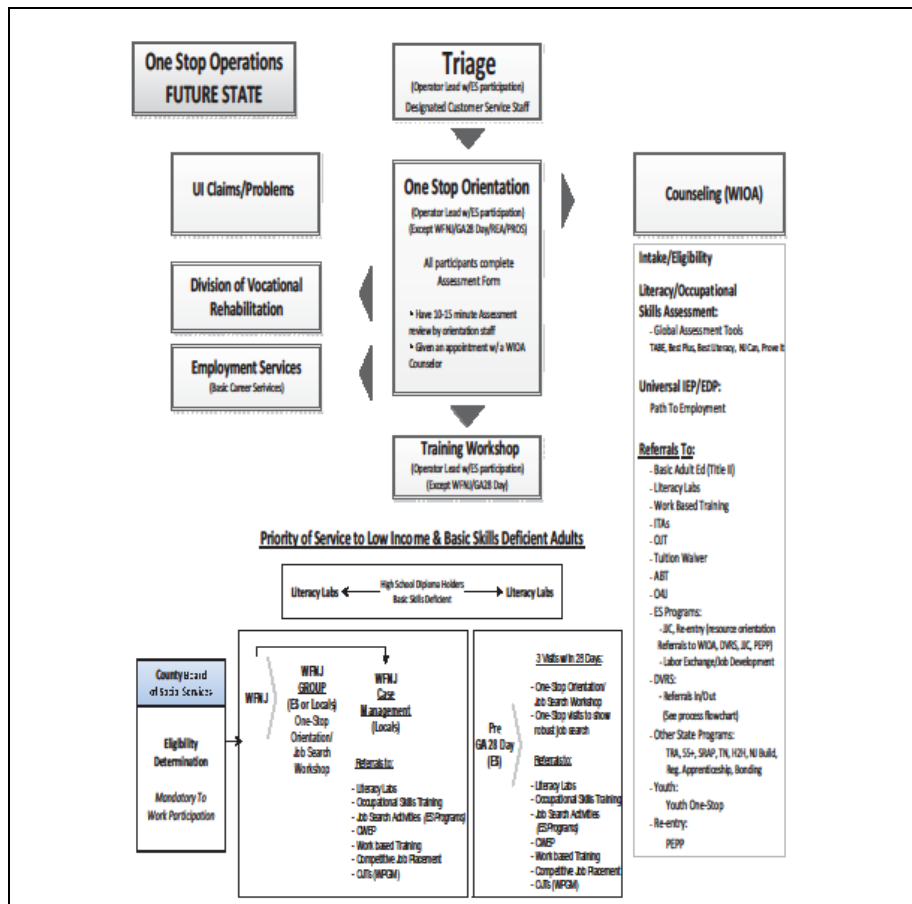 One Stop Operations
FUTURE STATE
Triage
(Operator Lead w/ES participation)
Designated Customer Service Staff
UI Claims/Problems
One Stop Orientation
(Operator Lead w/ES participation)
(Except WFNJ/GA28 Day/REA/PROS)
All participants complete
Assessment Form
* Have 10-15 minute Assessment
review by orientation staff
* Given an appointment w/ a WIOA
Counselor
Counseling (WIOA)
Division of Vocational
Rehabilitation
Employment Services
(Basic Career Serivices)
Training Workshop
(Operator Lead w/ES participation)
(Except WFNJ/GA28 Day)
Intake/Eligibility
Literacy/Occupational
Skills Assessment:
- Global Assessment Tools
TABE, Best Plus, Best Literacy, NJ Can, Prove It
Universal IEP/EDP:
Path To Employment
Referrals To:
- Basic Adult Ed (Title II)
- Literacy Labs
- Work Based Training
- ITAs
- OJT
- Tuition Waiver
- ABT
- O4J
- ES Programs:
- JJC, Re-entry (resource orientation
Referrals to WIOA, DVRS, JJC, PEPP)
- Labor Exchange/Job Development
- DVRS:
- Referrals In/Out
(See process flowchart)
- Other State Programs:
TRA, 55+, SRAP, TN, H2H, NJ Build,
Reg. Apprenticeship, Bonding
- Youth:
Youth One-Stop
- Re-entry:
PEPP
Priority of Service to Low Income & Basic Skills Deficient Adults
Literacy Labs
High School Diploma Holders
Basic Skills Deficient
Literacy Labs
County Board
of Social Services
Eligibility
Determination
Mandatory To
Work Participation
WFNJ
WFNJ
GROUP
(ES or Locals)
One-Stop
Orientation/
Job Search
Workshop
WFNJ
Case
Management
(Locals)
Referrals to:
- Literacy Labs
- Occupational Skills Training
- Job Search Activities (ES Programs)
- CWEP
- Work based Training
- Competitive Job Placement
- OJTs (WPGM)
Pre
GA 28 Day
(ES)
3 Visits w/in 28 Days:
- One-Stop Orientation/
Job Search Workshop
- One-Stop visits to show
robust job search
Referrals to:
- Literacy Labs
- Occupational Skills Training
- Job Search Activities
(ES Programs)
- CWEP
- Work based Training
- Competitive Job Placement
- OJTs (WPGM)